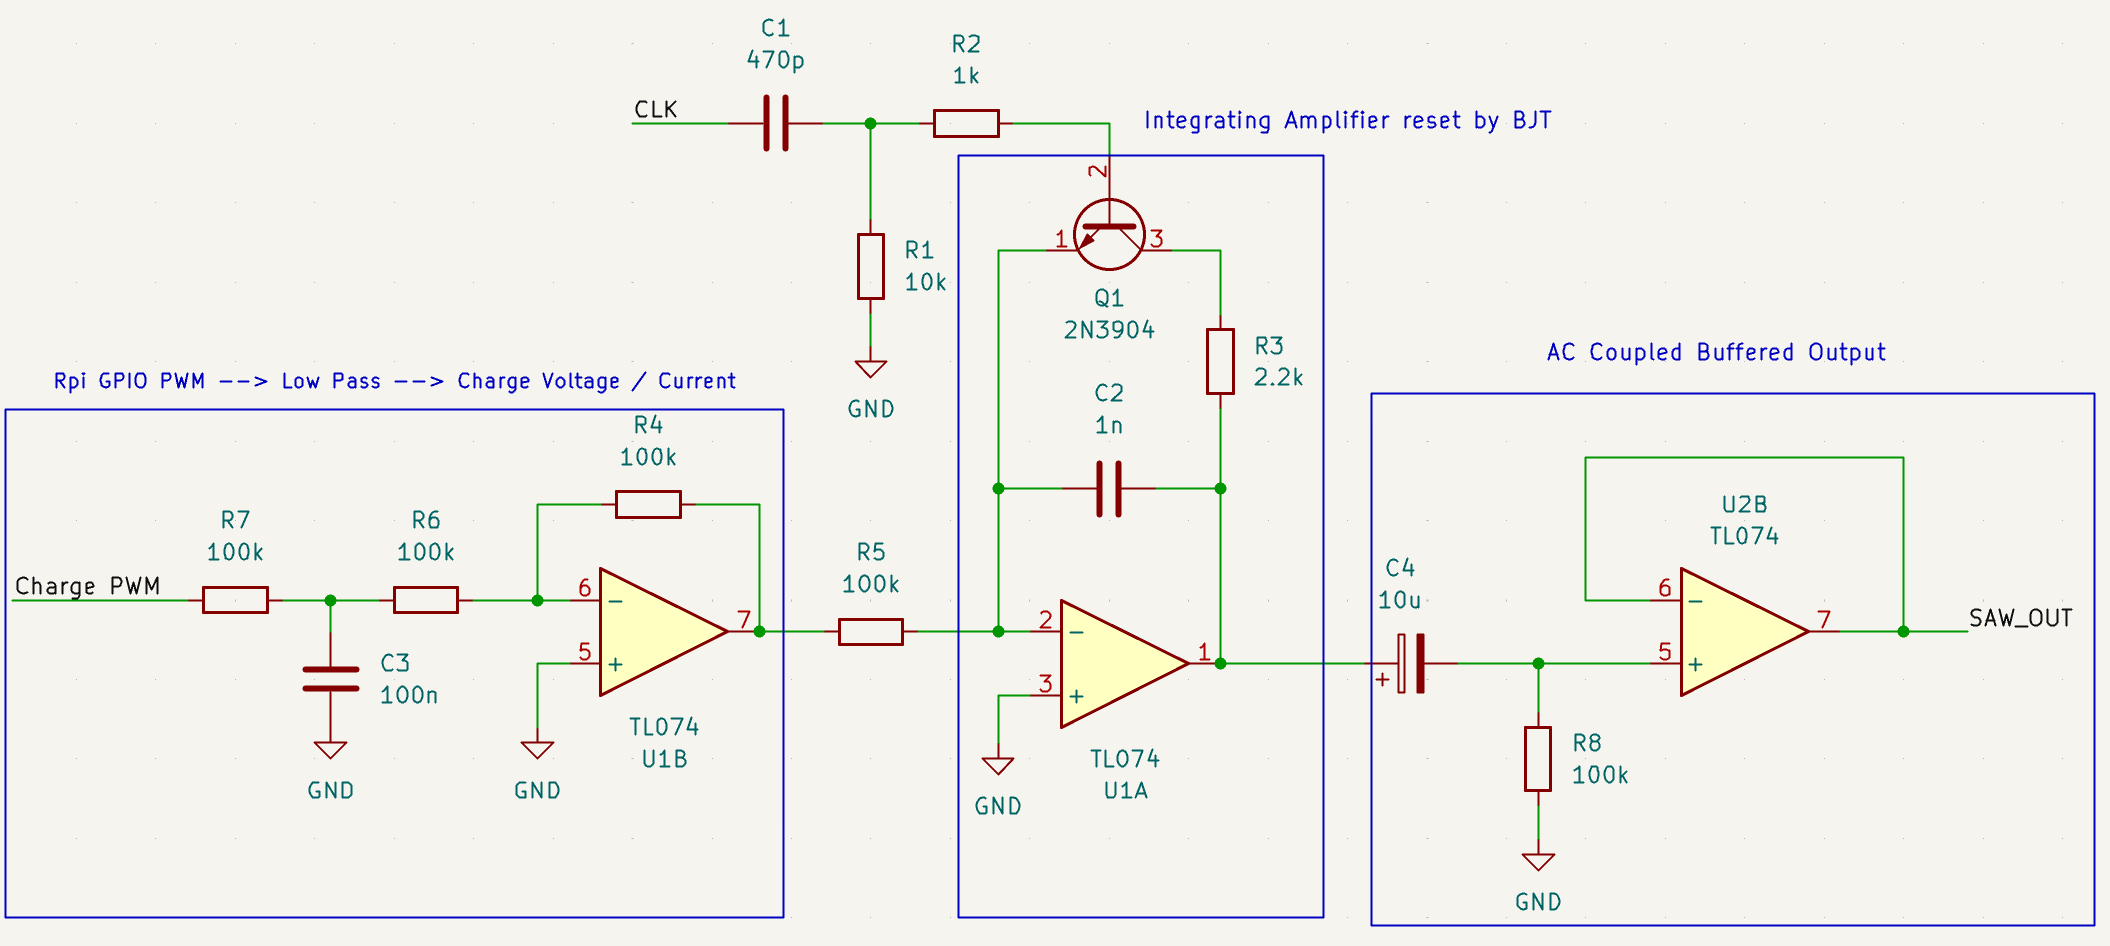 C1
470p
R2
1k
CLK
Integrating Amplifier reset by BJT
2
1
3
R1
10k
Q1
2N3904
R3
2.2k
GND
C2
1n
AC Coupled Buffered Output
Rpi GPIO PWM --> Low Pass --> Charge Voltage / Current
R4
100k
R7
100k
R6
100k
Charge PWM
6
5
7
C3
100n
GND
GND
TL074
U1B
R5
100k
2
3
1
GND
TL074
U1A
C4
10u
+
U2B
TL074
6
5
7
SAW_OUT
R8
100k
GND